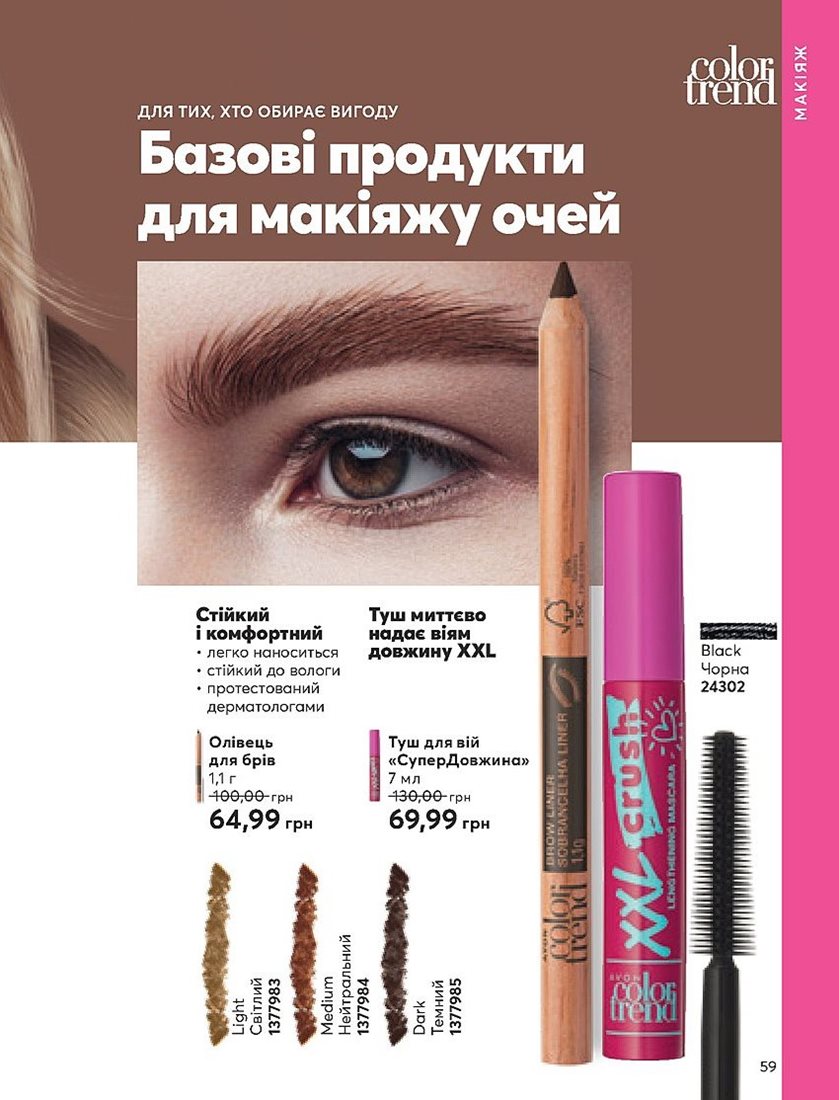 color
trend
МАКІЯЖ
ДЛЯ ТИХ, ХТО ОБИРАЄ ВИГОДУ
Базові продукти
для макіяжу очей
Стійкий
і комфортний
• легко наноситься
• стійкий до вологи
• протестований
дерматологами
Туш миттєво
надає віям
довжину XXL
Олівець
для брів
1,1 г
100,00 грн
64,99 грн
Туш для вій
«СуперДовжина»
7 мл
130,00 грн
69,99 грн
Light
Світлий
1377983
Medium
Нейтральний
1377984
Dark
Темний
1377985
FSC
BROW LINER
SOBRANCELHA LINER
1.1g
AVON
color
trend
XXL crush
LENGTHENING MASCARA
AVON
color
trend
Black
Чорна
24302
59